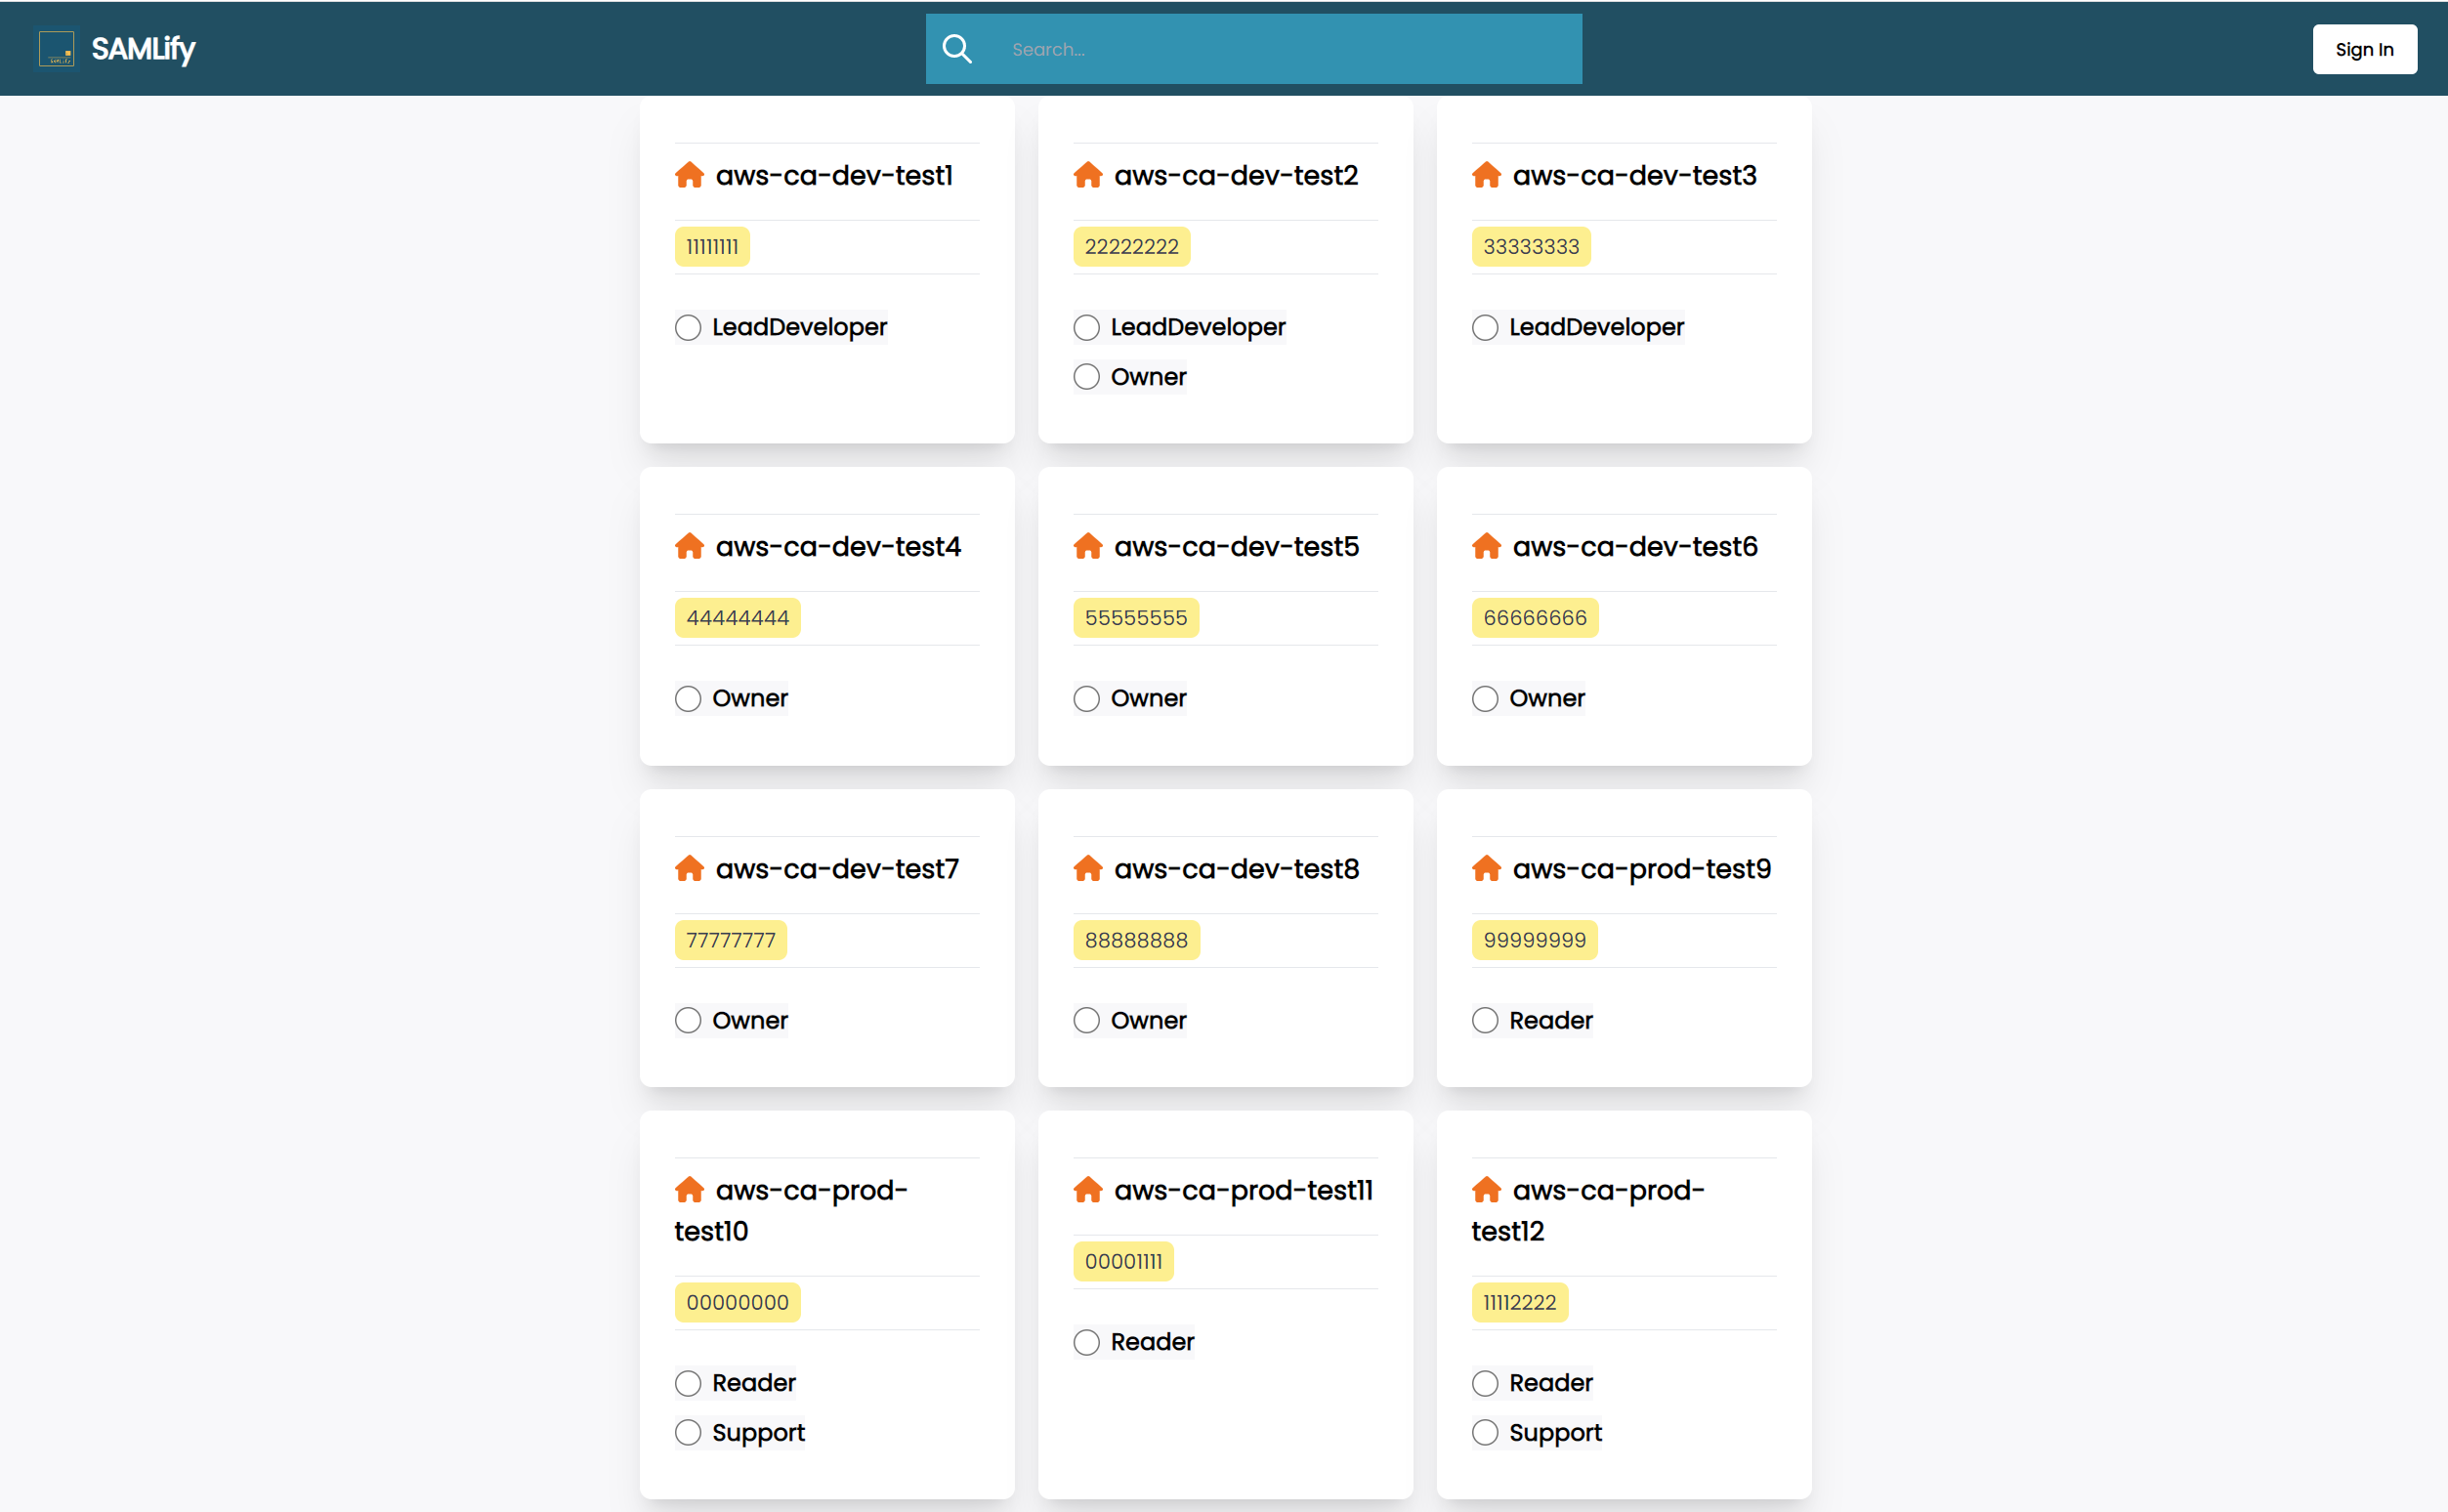 SAMLify
Search...
Sign In
aws-ca-dev-test1
11111111
LeadDeveloper
aws-ca-dev-test2
22222222
LeadDeveloper
Owner
aws-ca-dev-test3
33333333
LeadDeveloper
aws-ca-dev-test4
44444444
Owner
aws-ca-dev-test5
55555555
Owner
aws-ca-dev-test6
66666666
Owner
aws-ca-dev-test7
77777777
Owner
aws-ca-dev-test8
88888888
Owner
aws-ca-prod-test9
99999999
Reader
aws-ca-prod-
test10
00000000
Reader
Support
aws-ca-prod-test11
00001111
Reader
aws-ca-prod-
test12
11112222
Reader
Support